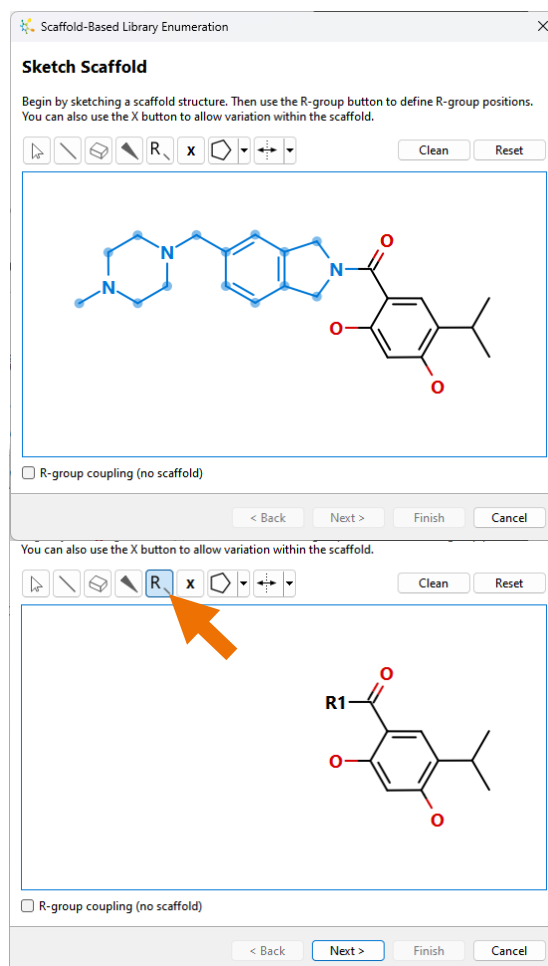 Scaffold-Based Library Enumeration
Sketch Scaffold
Begin by sketching a scaffold structure. Then use the R-group button to define R-group positions.
You can also use the X button to allow variation within the scaffold.
R
x
Clean
Reset
O
N
N
N
O
O
R-group coupling (no scaffold)
< Back
Next >
Finish
Cancel
You can also use the X button to allow variation within the scaffold.
R
x
Clean
Reset
O
R1
O
O
R-group coupling (no scaffold)
< Back
Next >
Finish
Cancel